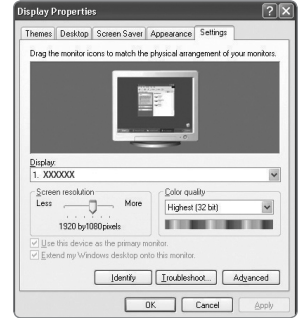 Display Properties
Themes Desktop Screen Saver Appearance Settings
Drag the monitor icons to match the physical arrangement of your monitors.
Display:
1. XXXXXX
Screen resolution
Less More
1920 by1080pixels
Color quality
Highest (32 bit)
Use this device as the primary monitor.
Extend my Windows desktop onto this monitor.
Identify Troubleshoot... Advanced
OK Cancel Apply